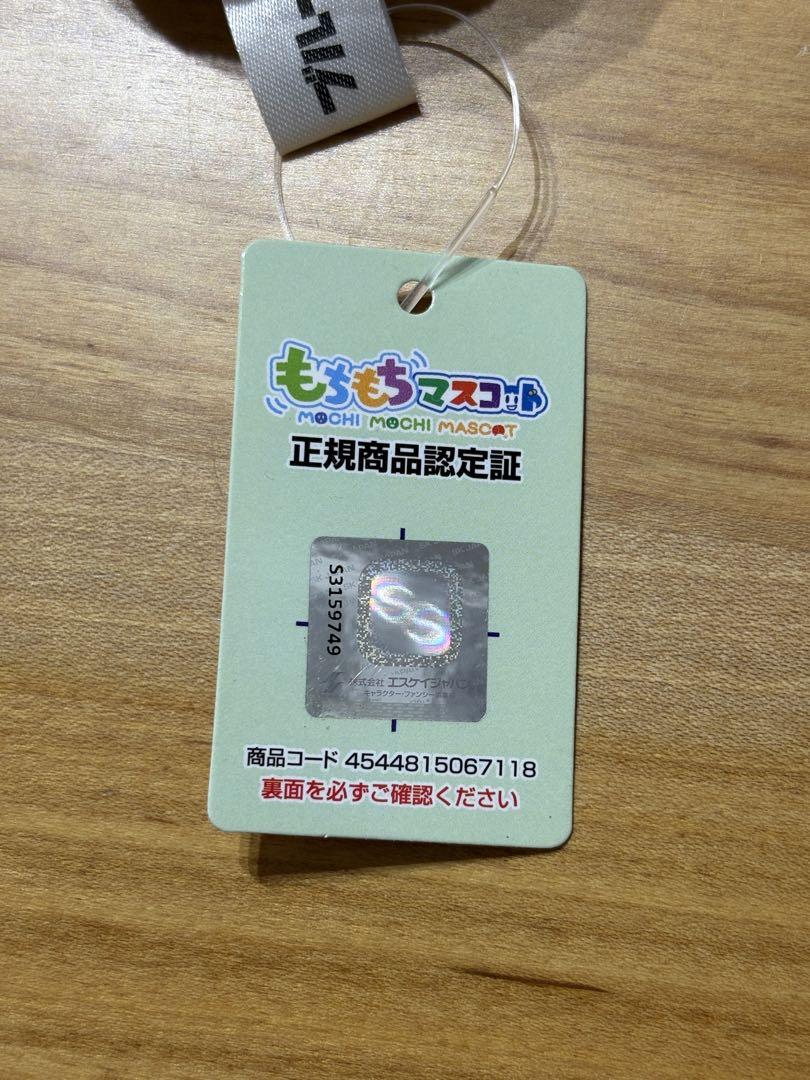 もちもちマスコット
MOCHI MOCHI MASCOT
正規商品認定証
S3159749
SS
株式会社 エスケイジャパン
キャラクター・ファンシー
商品コード 4544815067118
裏面を必ずご確認ください